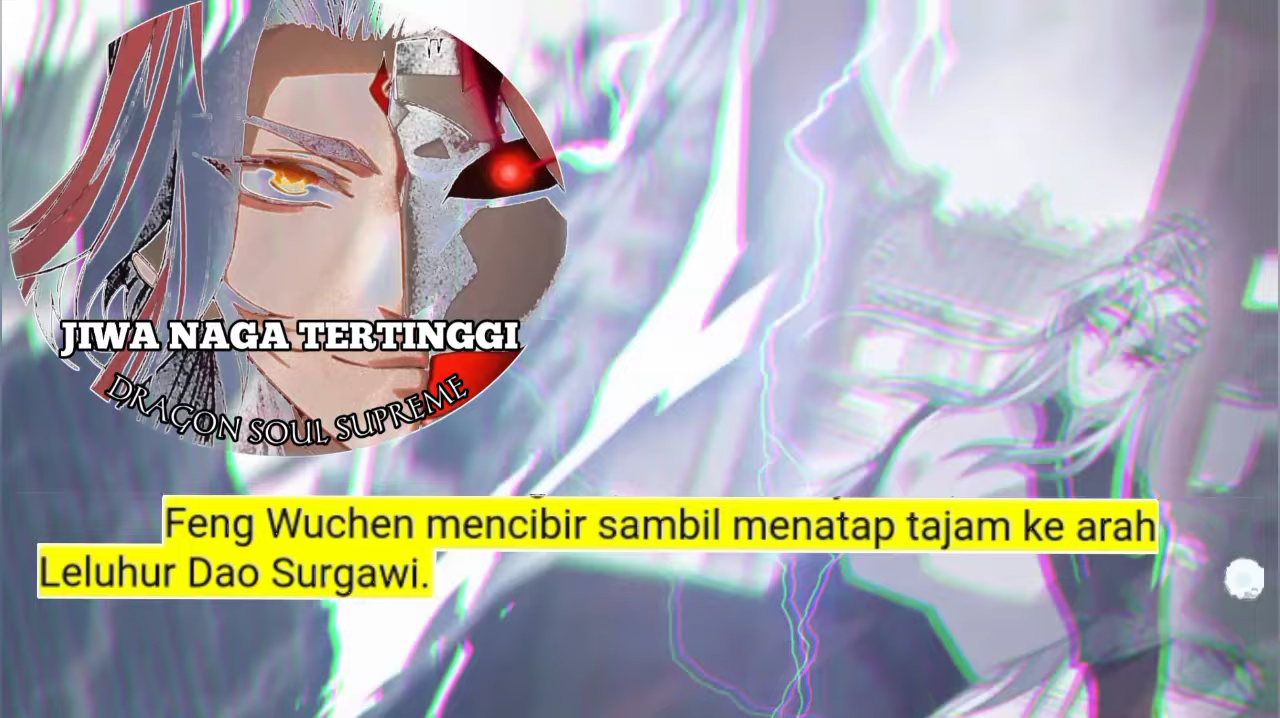 JIWA NAGA TERTINGGI
DRAGON SOUL SUPREME
Feng Wuchen mencibir sambil menatap tajam ke arah
Leluhur Dao Surgawi.